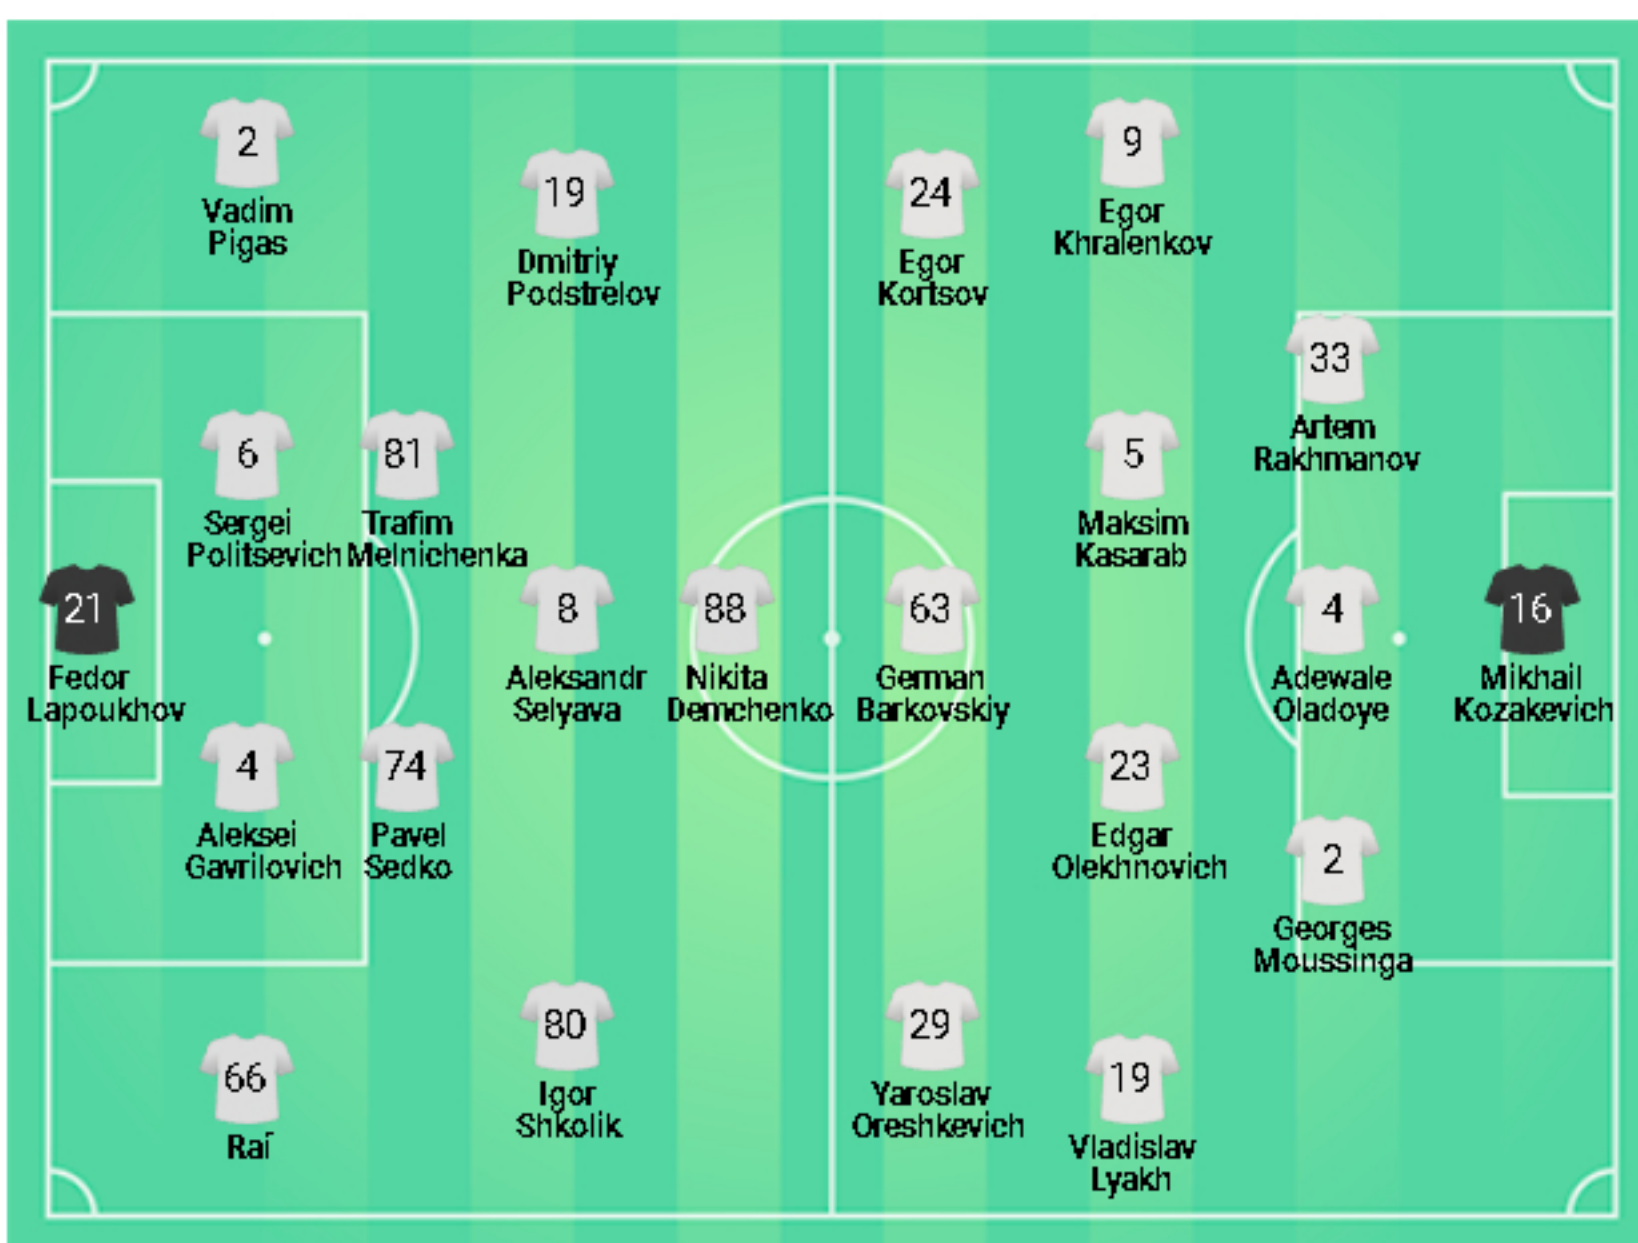 2
Vadim
Pigas
19
Dmitriy
Podstrelov
24
Egor
Kortsov
9
Egor
Khralenkov
33
Artem
Rakhmanov
6
Sergei
Politsevich
81
Trafim
Melnichenka
5
Maksim
Kasarab
21
Fedor
Lapoukhov
8
Aleksandr
Selyava
88
Nikita
Demchenko
63
German
Barkovskiy
4
Adewale
Oladoye
16
Mikhail
Kozakevich
4
Aleksei
Gavrilovich
74
Pavel
Sedko
23
Edgar
Olekhnovich
2
Georges
Moussinga
66
Raí
80
Igor
Shkolik
29
Yaroslav
Oreshkevich
19
Vladislav
Lyakh